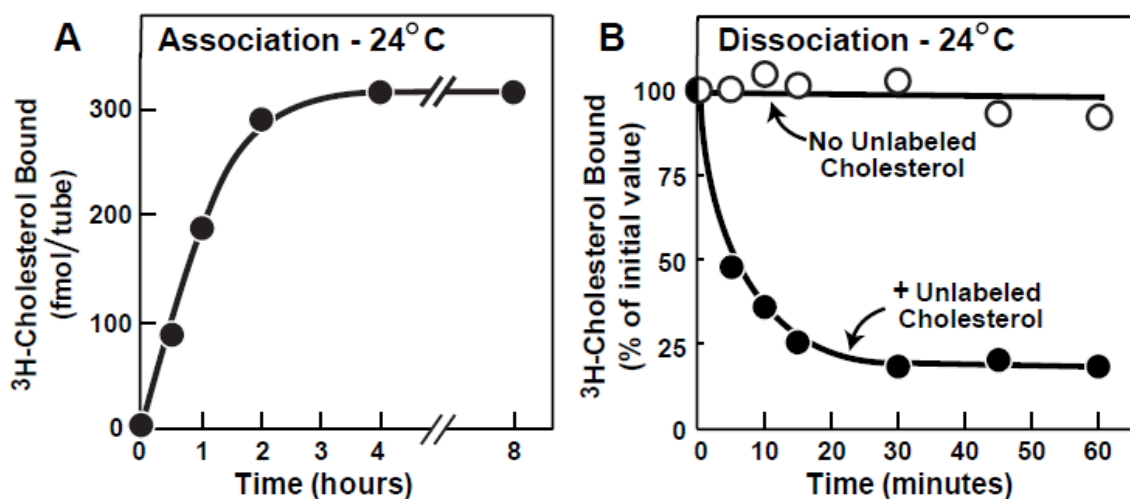 A
Association - 24°C
³H-Cholesterol Bound
(fmol/tube)
300
200
100
0
0 1 2 3 4 8
Time (hours)
B
Dissociation - 24°C
³H-Cholesterol Bound
(% of initial value)
100
75
50
25
0
No Unlabeled
Cholesterol
+ Unlabeled
Cholesterol
0 10 20 30 40 50 60
Time (minutes)